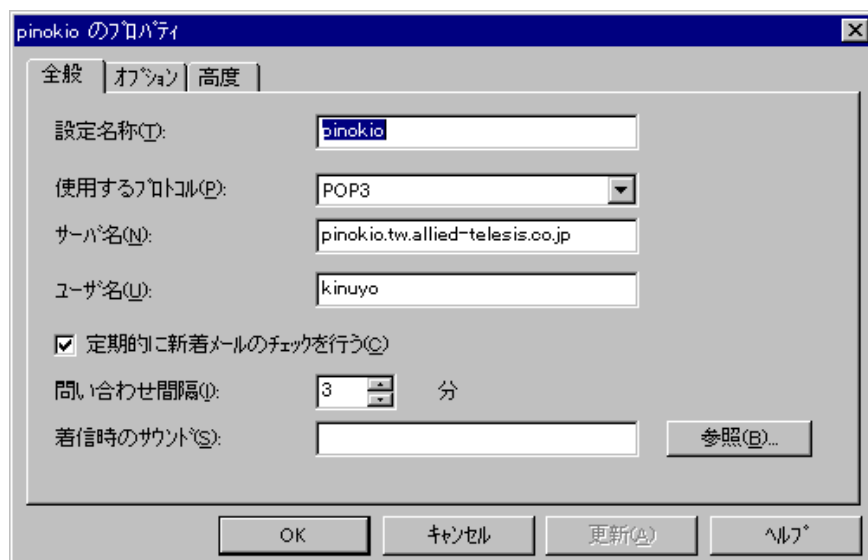 pinokio のﾌﾟﾛﾊﾟﾃｨ
全般 ｵﾌﾟｼｮﾝ 高度
設定名称(T): pinokio
使用するﾌﾟﾛﾄｺﾙ(P): POP3
ｻｰﾊﾞ名(N): pinokio.tw.allied-telesis.co.jp
ﾕｰｻﾞ名(U): kinuyo
定期的に新着ﾒｰﾙのﾁｪｯｸを行う(C)
問い合わせ間隔(I): 3 分
着信時のｻｳﾝﾄﾞ(S): 参照(B)...
OK ｷｬﾝｾﾙ 更新(A) ﾍﾙﾌﾟ